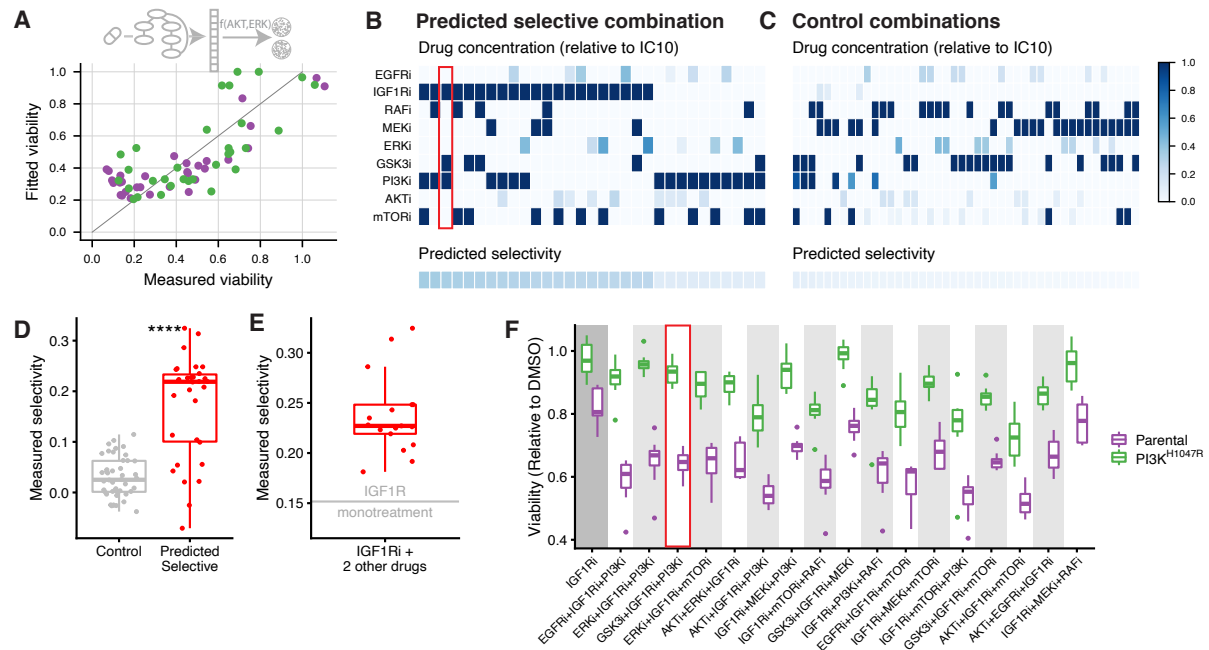 A
f(AKT,ERK)
Fitted viability
1.0
0.8
0.6
0.4
0.2
0.0
0.0 0.2 0.4 0.6 0.8 1.0
Measured viability
B Predicted selective combination
Drug concentration (relative to IC10)
EGFRi
IGF1Ri
RAFi
MEKi
ERKi
GSK3i
PI3Ki
AKTi
mTORi
Predicted selectivity
C Control combinations
Drug concentration (relative to IC10)
Predicted selectivity
1.0
0.8
0.6
0.4
0.2
0.0
D
Measured selectivity
0.3
0.2
0.1
0.0
****
Control
Predicted
Selective
E
Measured selectivity
0.30
0.25
0.20
0.15
IGF1R
monotreatment
IGF1Ri +
2 other drugs
F
Viability (Relative to DMSO)
1.0
0.8
0.6
0.4
IGF1Ri
EGFRi+IGF1Ri+PI3Ki
ERKi+IGF1Ri+PI3Ki
GSK3i+IGF1Ri+PI3Ki
ERKi+IGF1Ri+mTORi
AKTi+ERKi+IGF1Ri
AKTi+IGF1Ri+PI3Ki
IGF1Ri+MEKi+PI3Ki
IGF1Ri+mTORi+RAFi
GSK3i+IGF1Ri+MEKi
IGF1Ri+PI3Ki+RAFi
EGFRi+IGF1Ri+mTORi
IGF1Ri+MEKi+mTORi
IGF1Ri+mTORi+PI3Ki
GSK3i+IGF1Ri+mTORi
AKTi+IGF1Ri+mTORi
AKTi+EGFRi+IGF1Ri
IGF1Ri+MEKi+RAFi
Parental
PI3K^H1047R